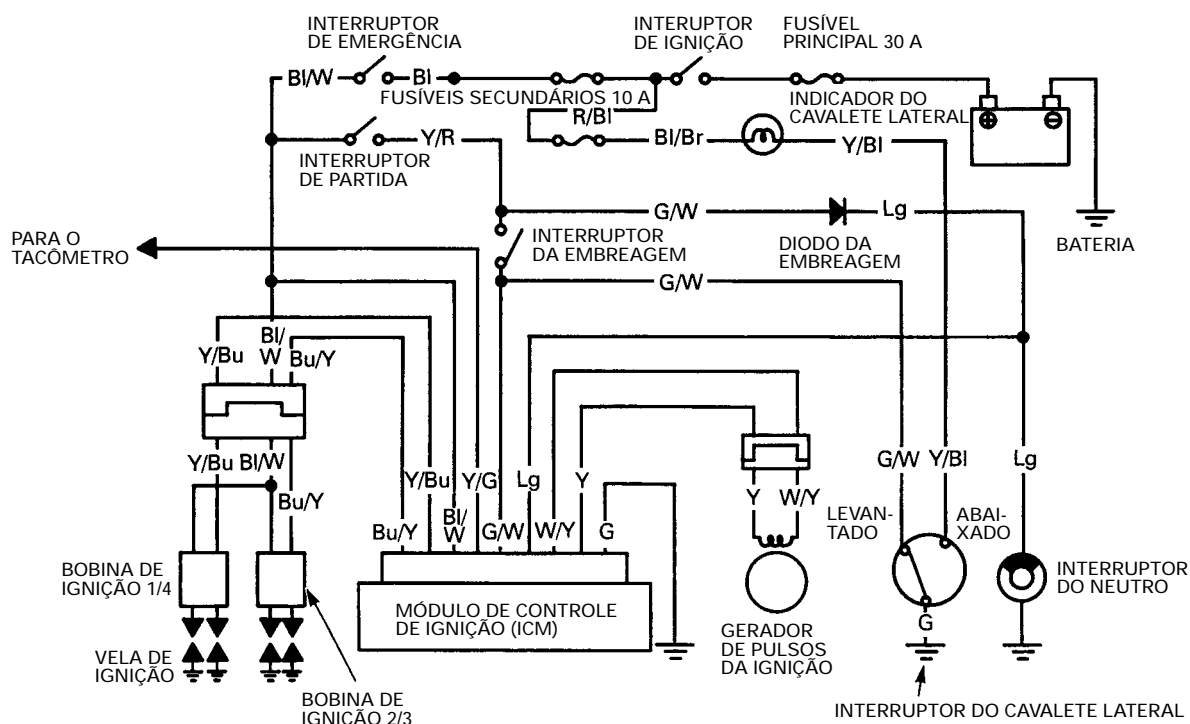 INTERRUPTOR
DE EMERGÊNCIA
INTERUPTOR
DE IGNIÇÃO
FUSÍVEL
PRINCIPAL 30 A
Bl/W
Bl
FUSÍVEIS SECUNDÁRIOS 10 A
INDICADOR DO
CAVALETE LATERAL
R/Bl
Y/R
Bl/Br
Y/Bl
INTERRUPTOR
DE PARTIDA
G/W
Lg
BATERIA
PARA O
TACÔMETRO
INTERRUPTOR
DA EMBREAGEM
DIODO DA
EMBREAGEM
G/W
Y/Bu
Bl/
W
Bu/Y
Y/Bu
Bl/W
Bu/Y
Bu/Y
Y/Bu
Bl/
W
Y/G
G/W
Lg
W/Y
Y
G
Y
W/Y
G/W
Y/Bl
Lg
LEVAN-
TADO
ABAI-
XADO
BOBINA DE
IGNIÇÃO 1/4
MÓDULO DE CONTROLE
DE IGNIÇÃO (ICM)
GERADOR
DE PULSOS
DA IGNIÇÃO
G
INTERRUPTOR
DO NEUTRO
VELA DE
IGNIÇÃO
BOBINA DE
IGNIÇÃO 2/3
INTERRUPTOR DO CAVALETE LATERAL